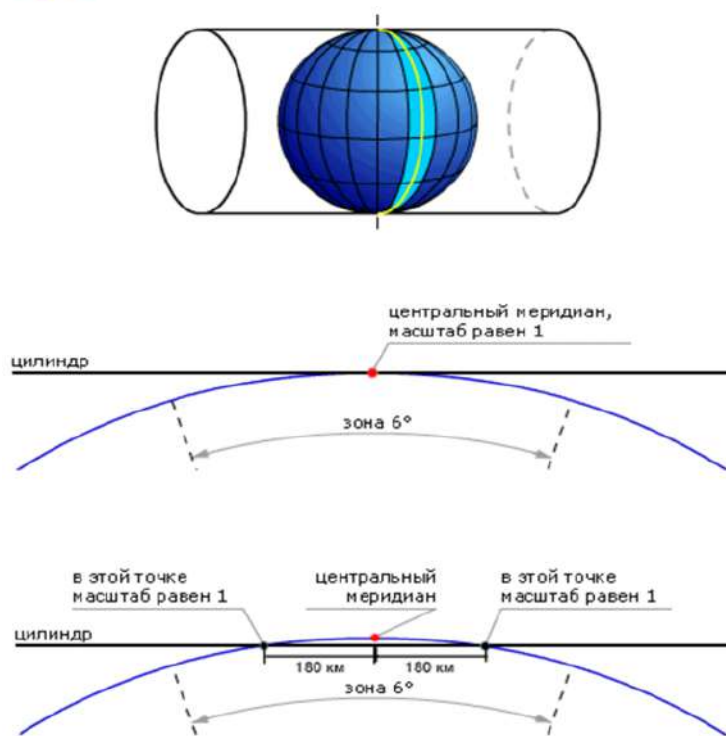 центральный меридиан,
масштаб равен 1
цилиндр
зона 6°
в этой точке
масштаб равен 1
центральный
меридиан
в этой точке
масштаб равен 1
цилиндр
180 км
180 км
зона 6°